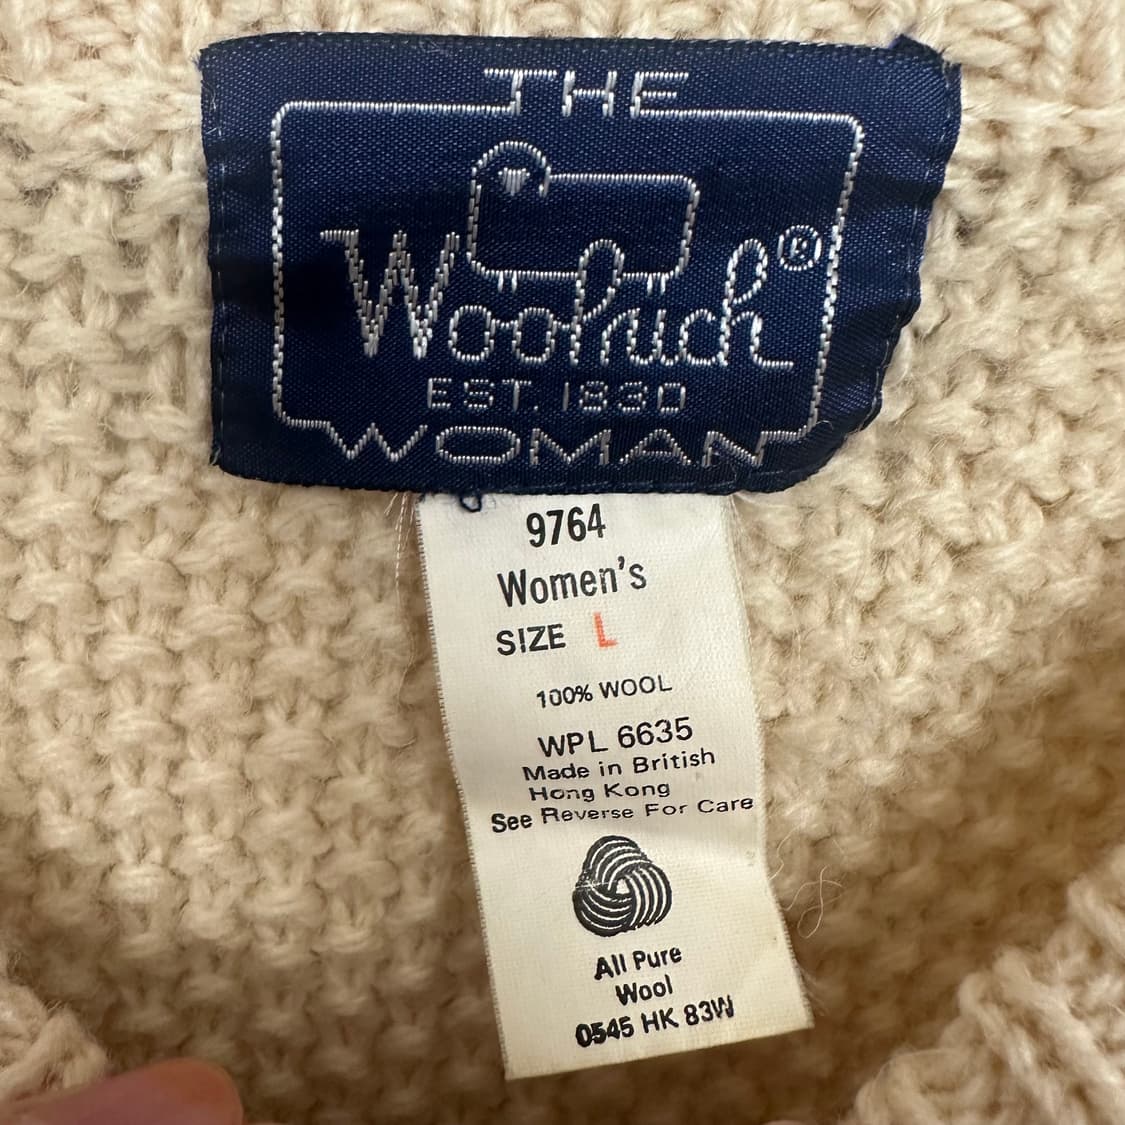 THE
Woolrich®
EST. 1830
WOMAN
9764
Women's
SIZE L
100% WOOL
WPL 6635
Made in British
Hong Kong
See Reverse For Care
All Pure
Wool
0545 HK 83W